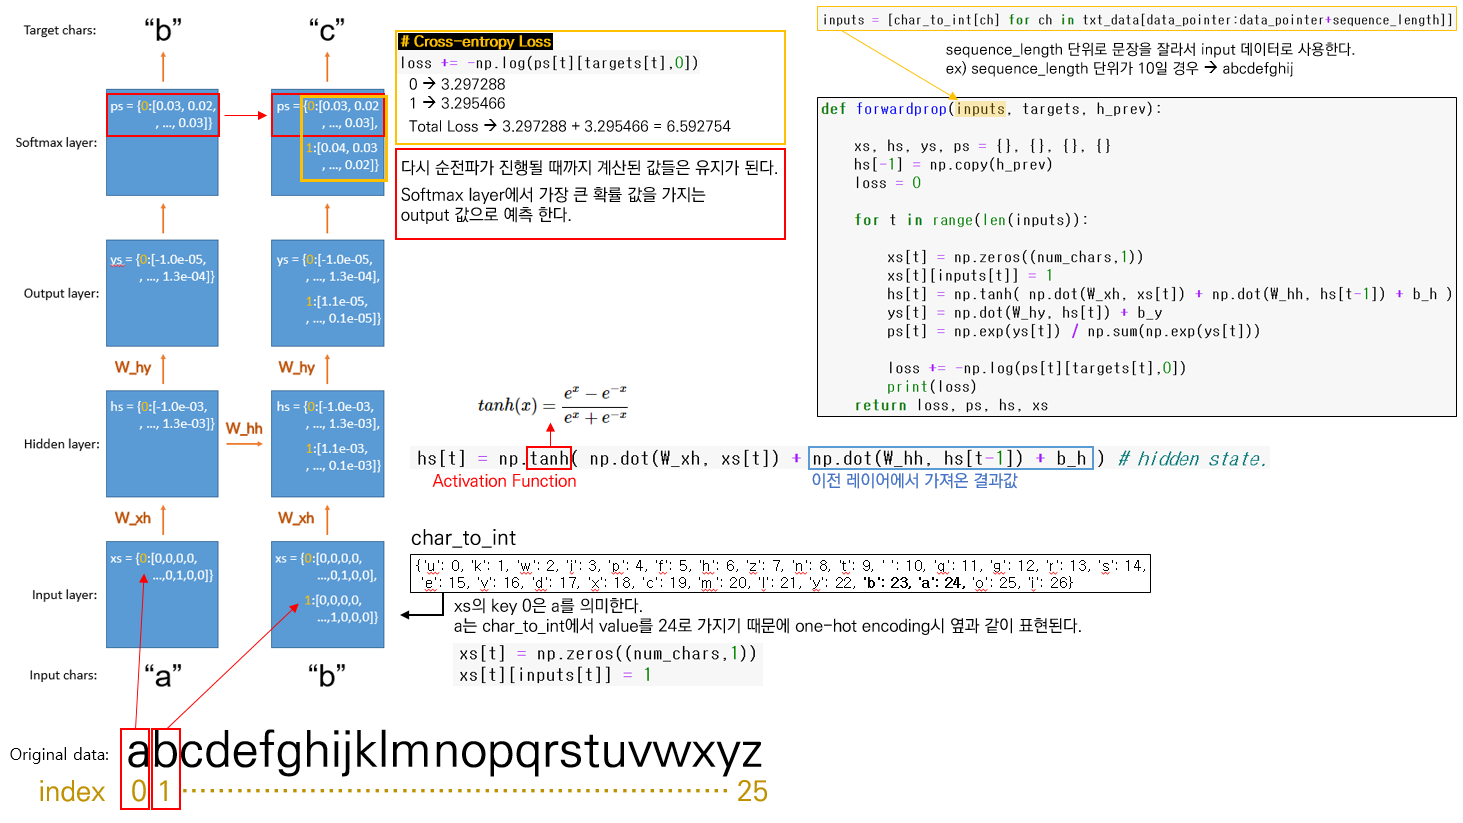 Target chars:
“b”
“c”
Softmax layer:
ps = {0:[0.03, 0.02,
, ..., 0.03]}
ps = {0:[0.03, 0.02
, ..., 0.03],
1:[0.04, 0.03
, ..., 0.02]}
Output layer:
ys = {0:[-1.0e-05,
, ..., 1.3e-04]}
ys = {0:[-1.0e-05,
, ..., 1.3e-04],
1:[1.1e-05,
, ..., 0.1e-05]}
W_hy
W_hy
Hidden layer:
hs = {0:[-1.0e-03,
, ..., 1.3e-03]}
W_hh
hs = {0:[-1.0e-03,
, ..., 1.3e-03],
1:[1.1e-03,
, ..., 0.1e-03]}
W_xh
W_xh
Input layer:
xs = {0:[0,0,0,0,
...,0,1,0,0]}
xs = {0:[0,0,0,0,
...,0,1,0,0],
1:[0,0,0,0,
...,1,0,0,0]}
Input chars:
“a”
“b”
Original data:
abcdefghijklmnopqrstuvwxyz
index
0 1
25
# Cross-entropy Loss
loss += -np.log(ps[t][targets[t],0])
0 → 3.297288
1 → 3.295466
Total Loss → 3.297288 + 3.295466 = 6.592754
다시 순전파가 진행될 때까지 계산된 값들은 유지가 된다.
Softmax layer에서 가장 큰 확률 값을 가지는
output 값으로 예측 한다.
inputs = [char_to_int[ch] for ch in txt_data[data_pointer:data_pointer+sequence_length]]
sequence_length 단위로 문장을 잘라서 input 데이터로 사용한다.
ex) sequence_length 단위가 10일 경우 → abcdefghij
def forwardprop(inputs, targets, h_prev):
xs, hs, ys, ps = {}, {}, {}, {}
hs[-1] = np.copy(h_prev)
loss = 0
for t in range(len(inputs)):
xs[t] = np.zeros((num_chars,1))
xs[t][inputs[t]] = 1
hs[t] = np.tanh( np.dot(W_xh, xs[t]) + np.dot(W_hh, hs[t-1]) + b_h )
ys[t] = np.dot(W_hy, hs[t]) + b_y
ps[t] = np.exp(ys[t]) / np.sum(np.exp(ys[t]))
loss += -np.log(ps[t][targets[t],0])
print(loss)
return loss, ps, hs, xs
tanh(x) = (e^x − e^−x) / (e^x + e^−x)
hs[t] = np.tanh( np.dot(W_xh, xs[t]) + np.dot(W_hh, hs[t-1]) + b_h ) # hidden state.
Activation Function
이전 레이어에서 가져온 결과값
char_to_int
{'u': 0, 'k': 1, 'w': 2, 'i': 3, 'p': 4, 'f': 5, 'h': 6, 'z': 7, 'n': 8, 't': 9, ' ': 10, 'q': 11, 'g': 12, 'r': 13, 's': 14,
'e': 15, 'v': 16, 'd': 17, 'x': 18, 'c': 19, 'm': 20, 'l': 21, 'y': 22, 'b': 23, 'a': 24, 'o': 25, 'j': 26}
xs의 key 0은 a를 의미한다.
a는 char_to_int에서 value를 24로 가지기 때문에 one-hot encoding시 옆과 같이 표현된다.
xs[t] = np.zeros((num_chars,1))
xs[t][inputs[t]] = 1